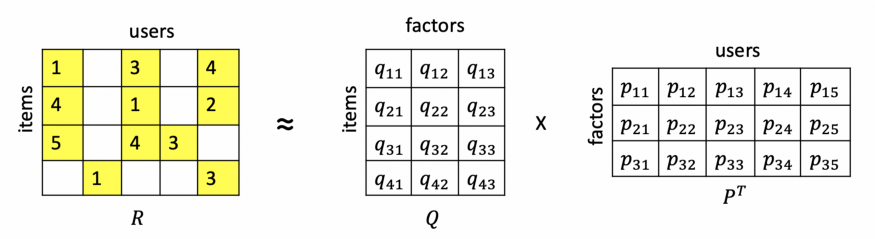 users
items
1 3 4
4 1 2
5 4 3
1 3
R
≈
factors
items
q₁₁ q₁₂ q₁₃
q₂₁ q₂₂ q₂₃
q₃₁ q₃₂ q₃₃
q₄₁ q₄₂ q₄₃
Q
x
users
factors
p₁₁ p₁₂ p₁₃ p₁₄ p₁₅
p₂₁ p₂₂ p₂₃ p₂₄ p₂₅
p₃₁ p₃₂ p₃₃ p₃₄ p₃₅
Pᵀ